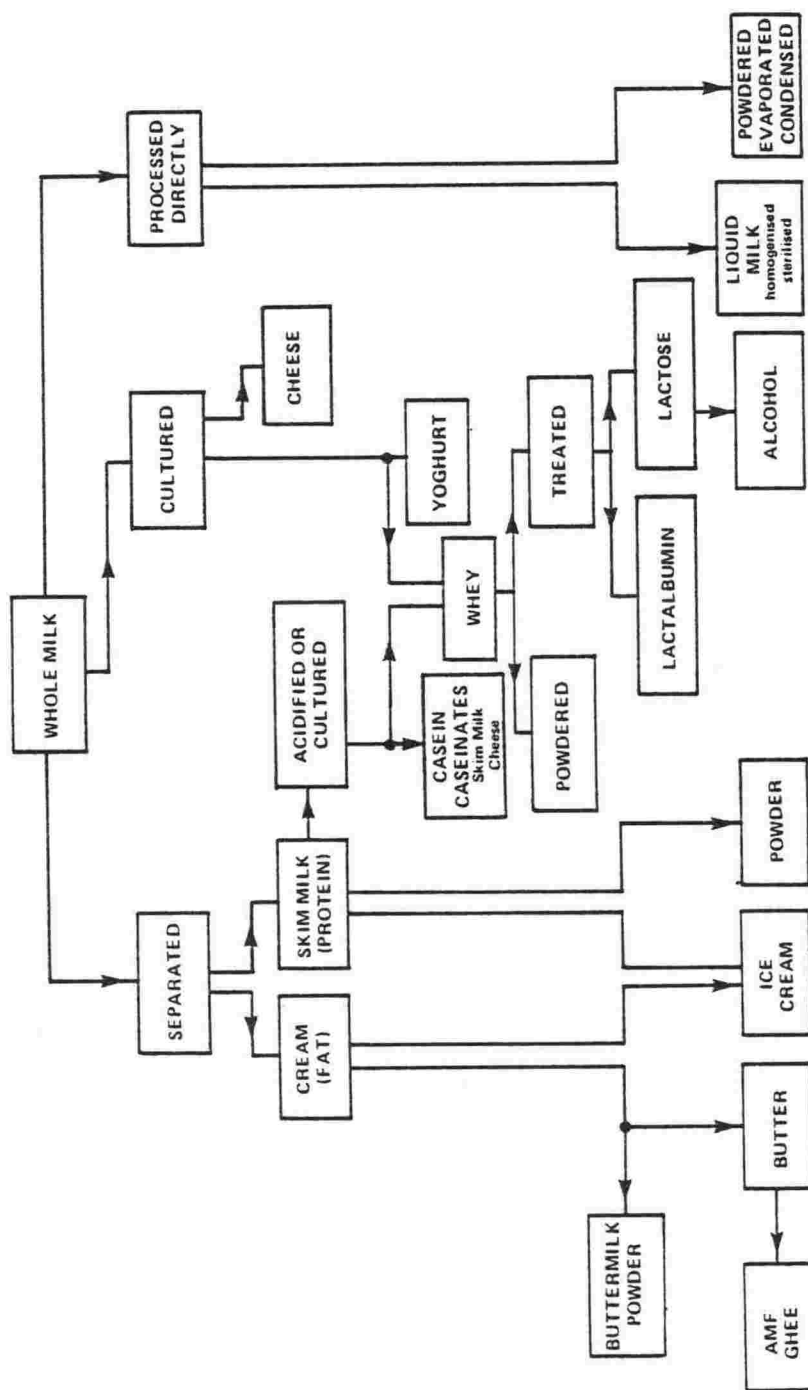 WHOLE MILK
SEPARATED
CULTURED
PROCESSED
DIRECTLY
CREAM
(FAT)
SKIM MILK
(PROTEIN)
ACIDIFIED OR
CULTURED
CHEESE
CASEIN
CASEINATES
Skim Milk
Cheese
WHEY
YOGHURT
POWDERED
TREATED
BUTTERMILK
POWDER
LACTALBUMIN
LACTOSE
AMF
GHEE
BUTTER
ICE
CREAM
POWDER
ALCOHOL
LIQUID
MILK
homogenised
sterilised
POWDERED
EVAPORATED
CONDENSED